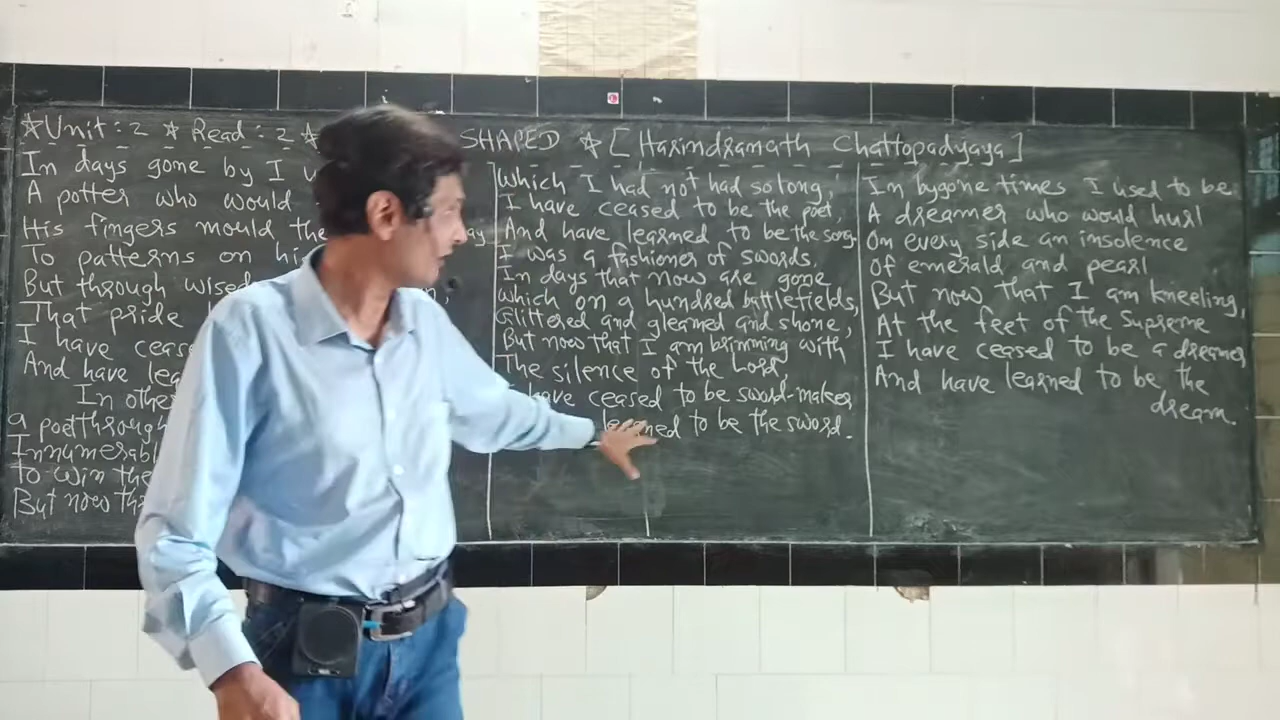 ☆Unit:2 ☆ Read:2 ☆ SHAPED ☆ [Harindranath Chattopadyaya]
In days gone by I
A potter who would
His fingers mould the
To patterns on
But through
That pride
I have
And have
In other
a poet through
Innumerable
To win the
But now
Which I had not had so long,
I have ceased to be the poet,
And have learned to be the song.
I was a fashioner of swords,
In days that now are gone
Which on a hundred battlefields,
Glittered and gleamed and shone,
But now that I am brimming with
The silence of the Lord
have ceased to be sword-maker
learned to be the sword.
In bygone times I used to be
A dreamer who would hurl
On every side an insolence
Of emerald and pearl
But now that I am kneeling,
At the feet of the Supreme
I have ceased to be a dreamer,
And have learned to be the
dream.